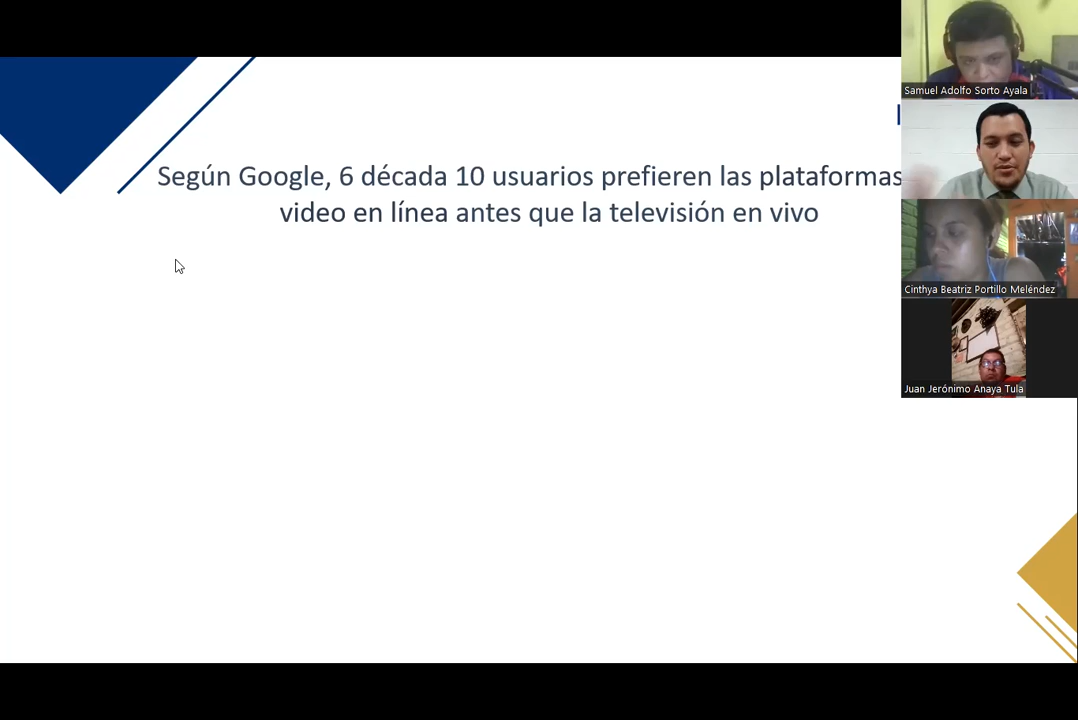 Según Google, 6 década 10 usuarios prefieren las plataformas
video en línea antes que la televisión en vivo
Samuel Adolfo Sorto Ayala
Cinthya Beatriz Portillo Meléndez
Juan Jerónimo Anaya Tula